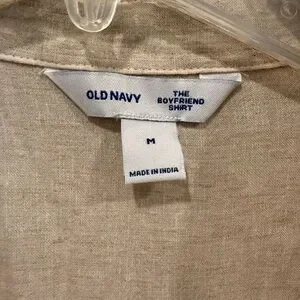 OLD NAVY
THE
BOYFRIEND
SHIRT
M
MADE IN INDIA